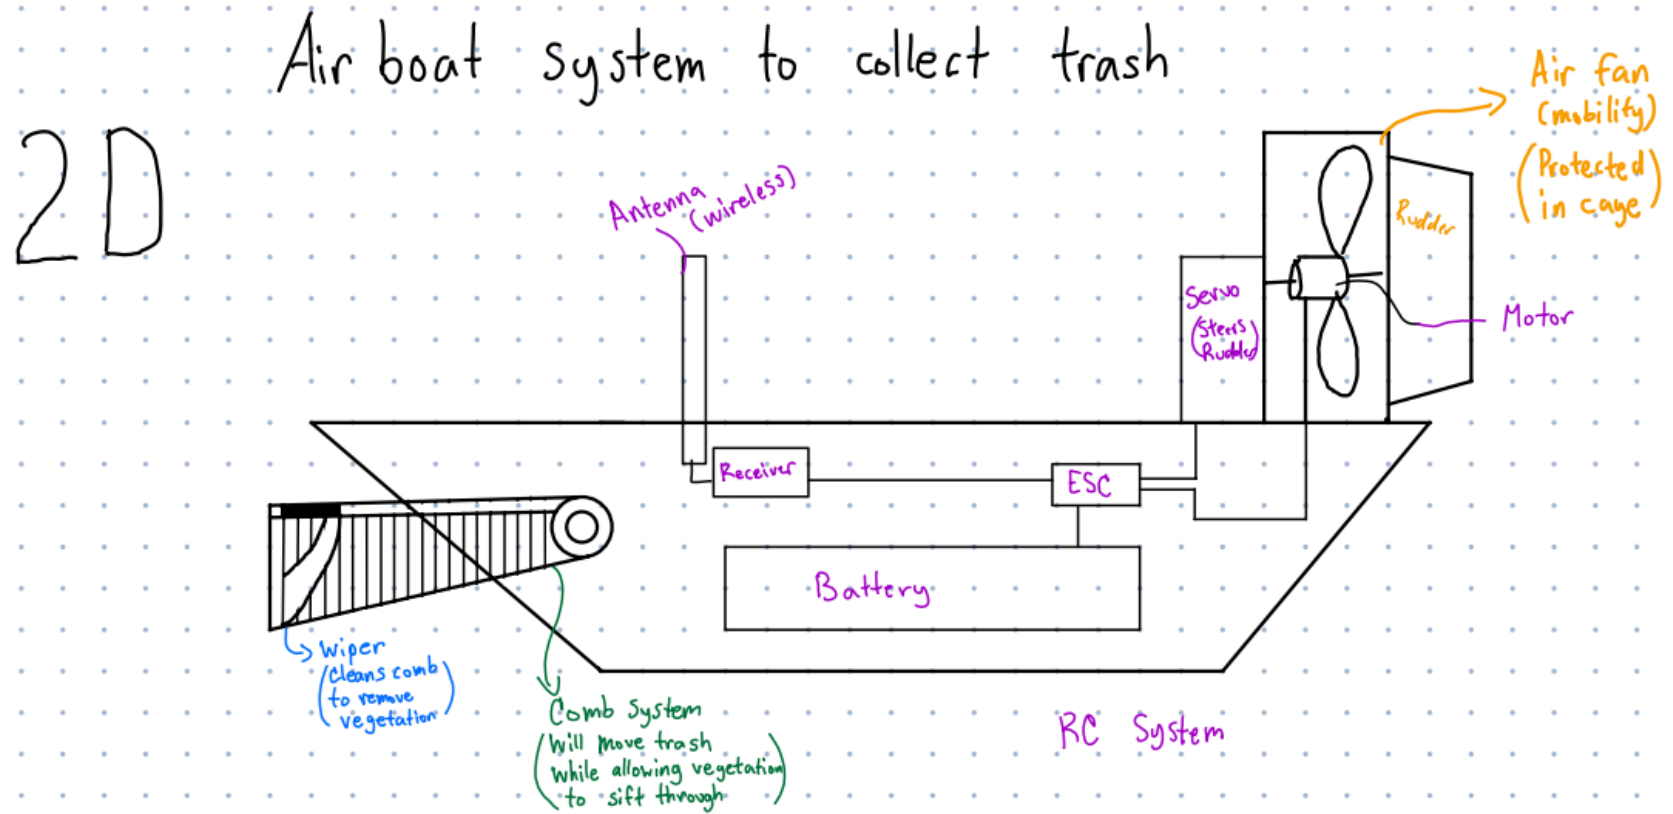 Air boat system to collect trash
2D
Air fan
(mobility)
(Protected
in cage)
Antenna
(wireless)
Rudder
Servo
(Steers
Rudder)
Motor
Receiver
ESC
Battery
Wiper
(Cleans comb
to remove
vegetation)
Comb System
(Will move trash
while allowing vegetation
to sift through)
RC System